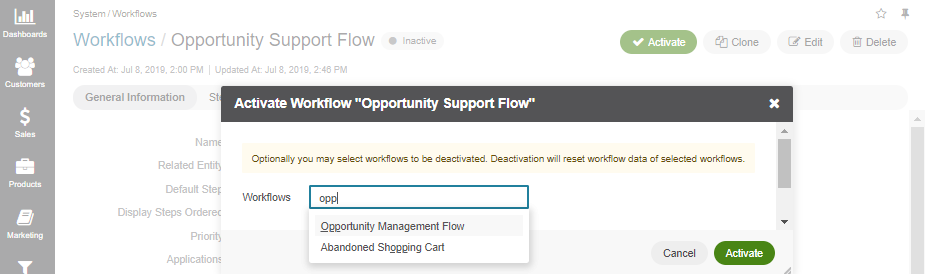 System / Workflows
Dashboards
Workflows / Opportunity Support Flow
Inactive
Activate
Clone
Edit
Delete
Created At: Jul 8, 2019, 2:00 PM | Updated At: Jul 8, 2019, 2:46 PM
Customers
General Information
Activate Workflow "Opportunity Support Flow"
Sales
Name
Optionally you may select workflows to be deactivated. Deactivation will reset workflow data of selected workflows.
Related Entity
Products
Default Step
Workflows
opp
Display Steps Ordered
Opportunity Management Flow
Marketing
Priority
Abandoned Shopping Cart
Cancel
Activate
Applications